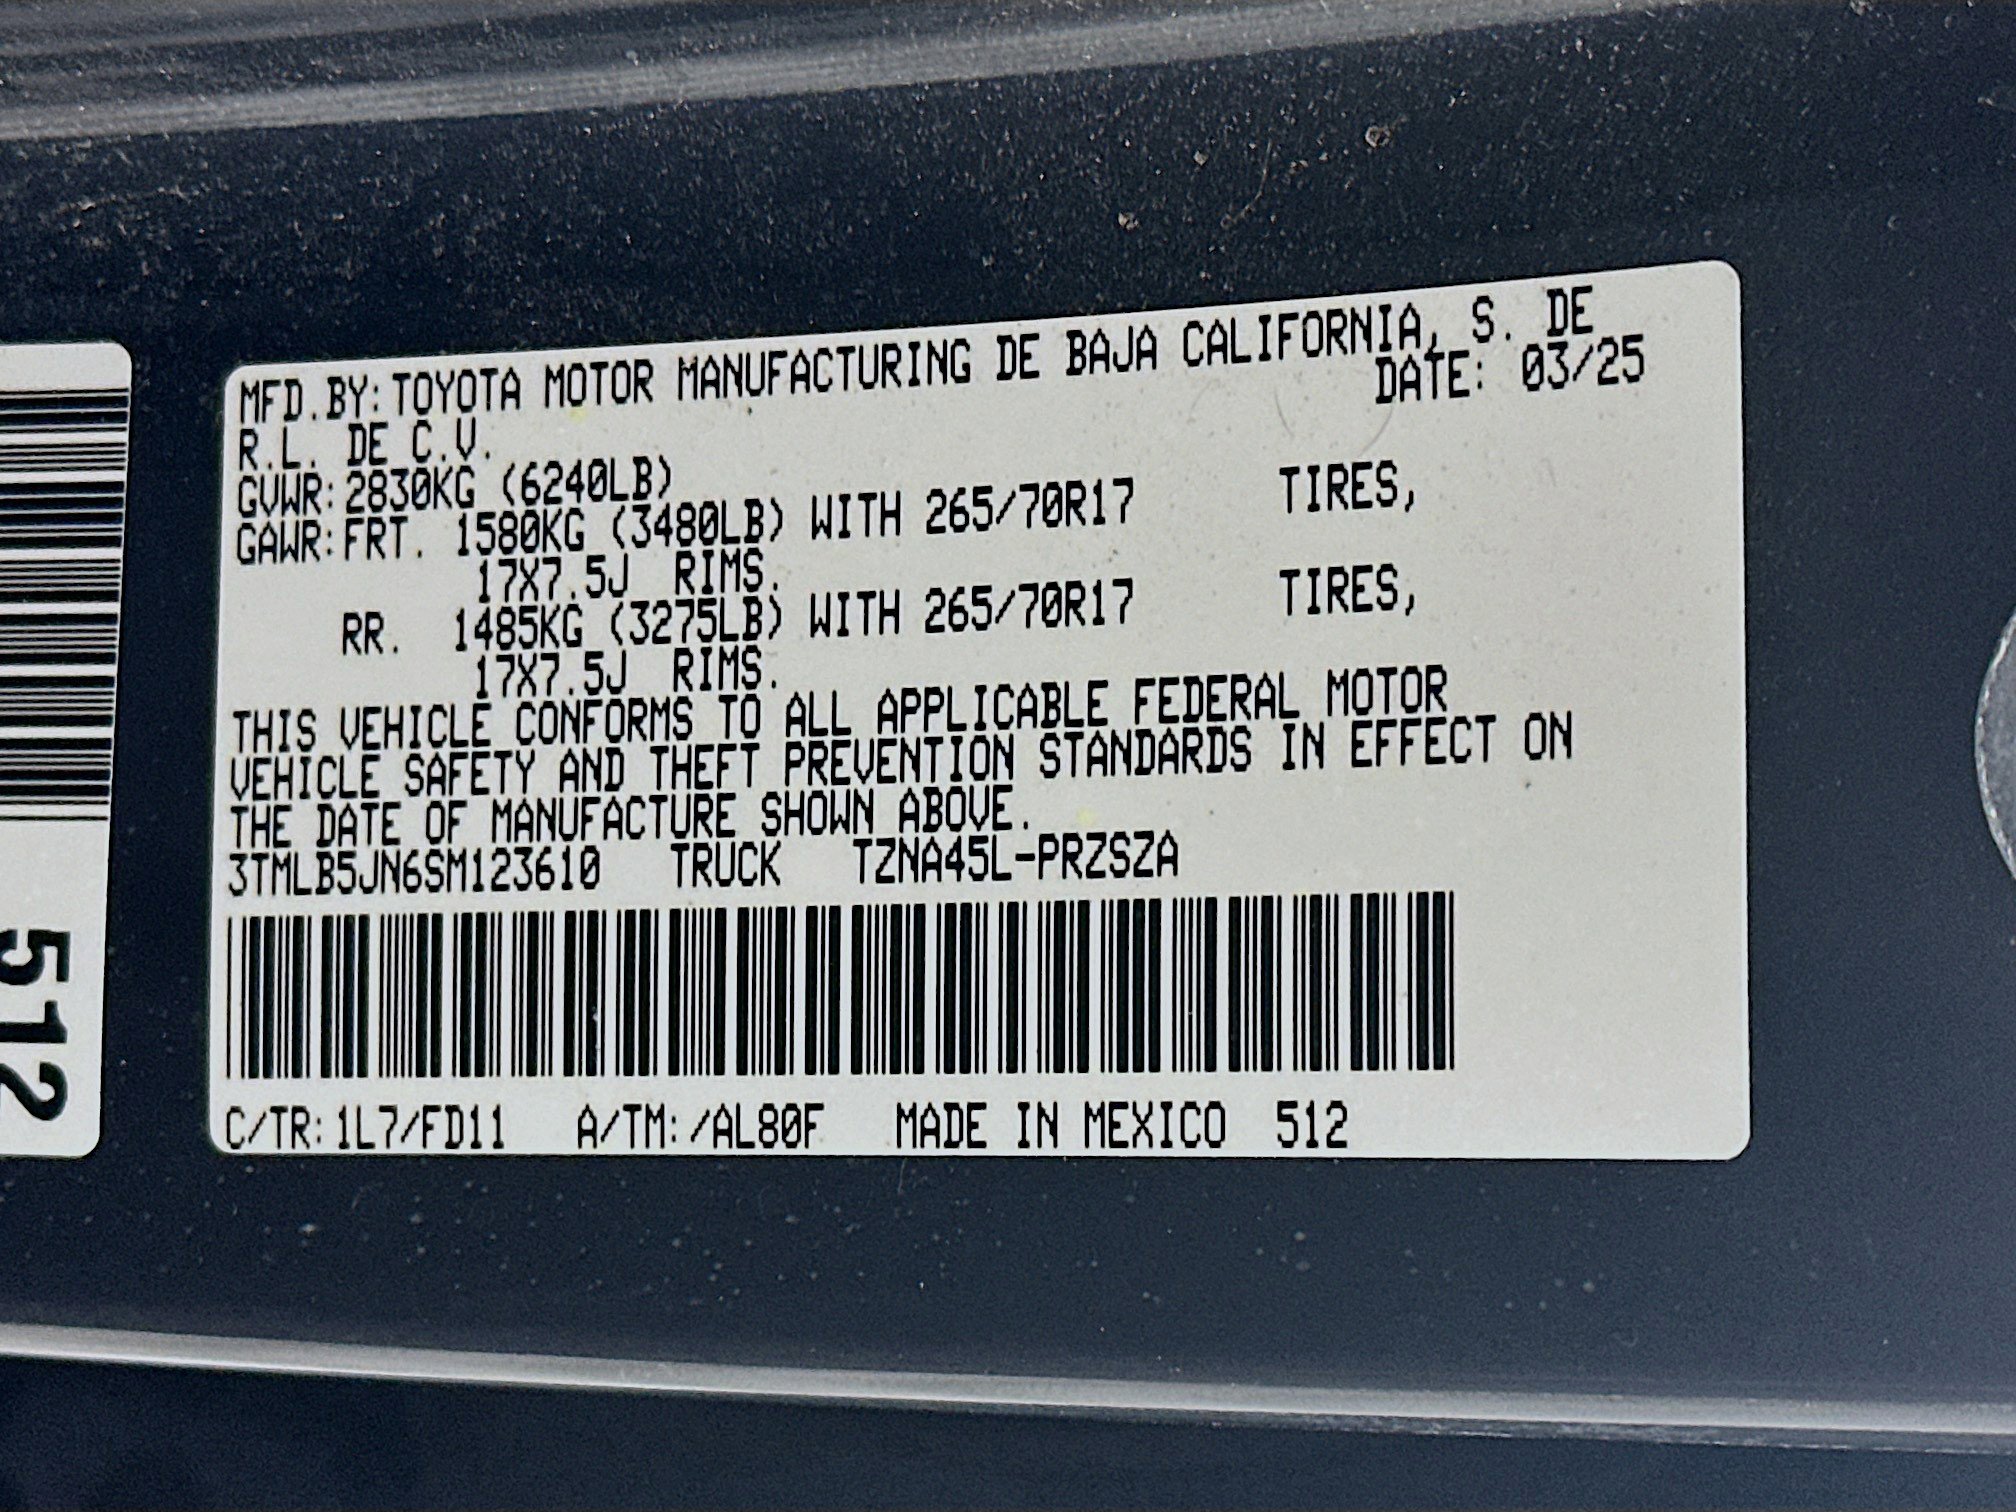 MFD.BY:TOYOTA MOTOR MANUFACTURING DE BAJA CALIFORNIA, S. DE
R.L. DE C.V. DATE: 03/25
GVWR:2830KG (6240LB)
GAWR:FRT. 1580KG (3480LB) WITH 265/70R17 TIRES,
17X7.5J RIMS.
RR. 1485KG (3275LB) WITH 265/70R17 TIRES,
17X7.5J RIMS.
THIS VEHICLE CONFORMS TO ALL APPLICABLE FEDERAL MOTOR
VEHICLE SAFETY AND THEFT PREVENTION STANDARDS IN EFFECT ON
THE DATE OF MANUFACTURE SHOWN ABOVE.
3TMLB5JN6SM123610 TRUCK TZNA45L-PRZSZA
C/TR:1L7/FD11 A/TM:/AL80F MADE IN MEXICO 512
512